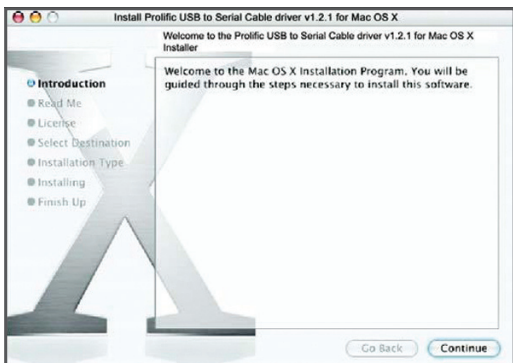 Install Prolific USB to Serial Cable driver v1.2.1 for Mac OS X
Welcome to the Prolific USB to Serial Cable driver v1.2.1 for Mac OS X
Installer
Introduction
Read Me
License
Select Destination
Installation Type
Installing
Finish Up
Welcome to the Mac OS X Installation Program. You will be
guided through the steps necessary to install this software.
Go Back
Continue